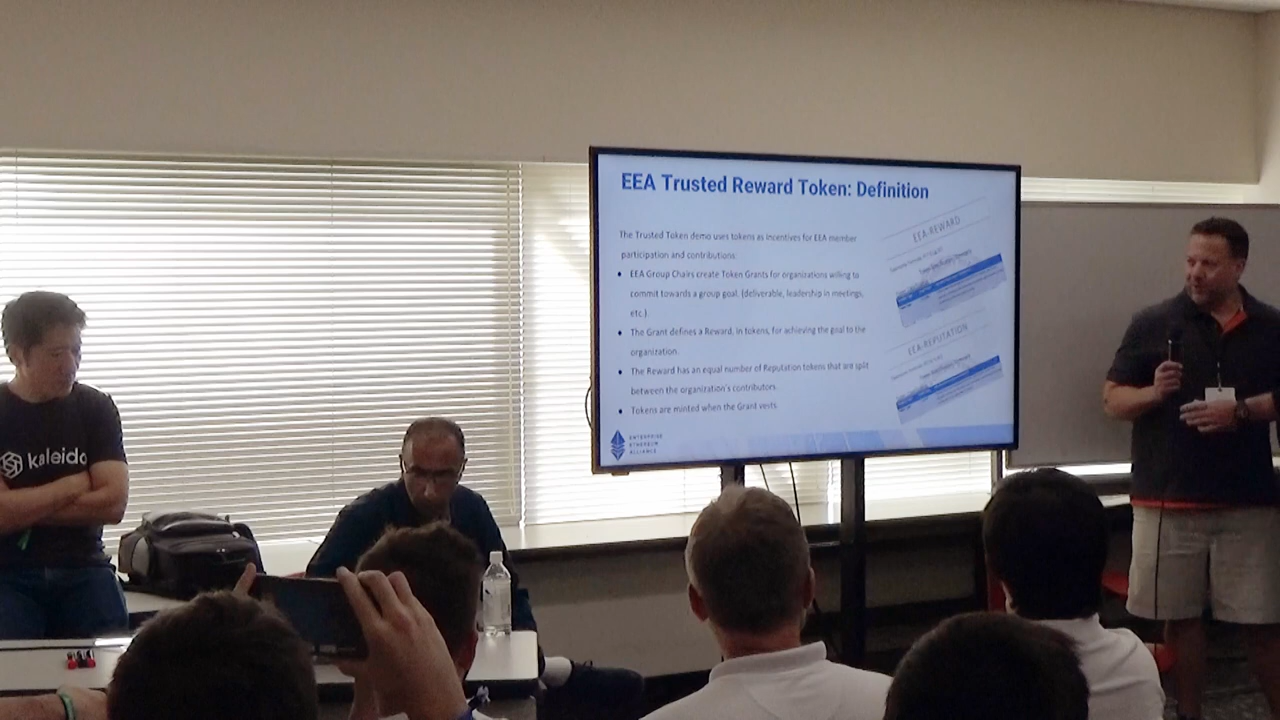 EEA Trusted Reward Token: Definition
The Trusted Token demo uses tokens as incentives for EEA member
participation and contributions:
• EEA Group Chairs create Token Grants for organizations willing to
commit towards a group goal. (deliverable, leadership in meetings,
etc.).
• The Grant defines a Reward, in tokens, for achieving the goal to the
organization.
• The Reward has an equal number of Reputation tokens that are split
between the organization's contributors.
• Tokens are minted when the Grant vests.
EEA-REWARD
EEA-REPUTATION
ENTERPRISE
ETHEREUM
ALLIANCE
kaleido